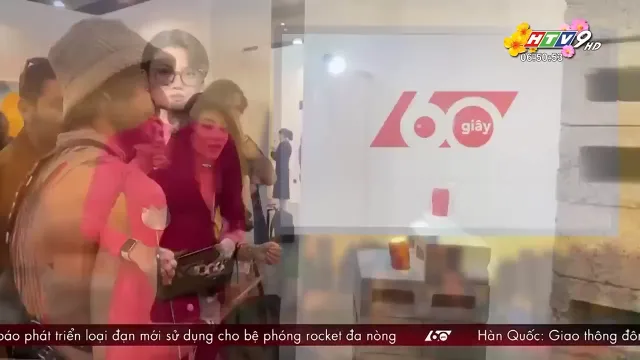 HTV9 HD
06:50:53
60 giây
báo phát triển loại đạn mới sử dụng cho bệ phóng rocket đa nòng 60 Hàn Quốc: Giao thông đô